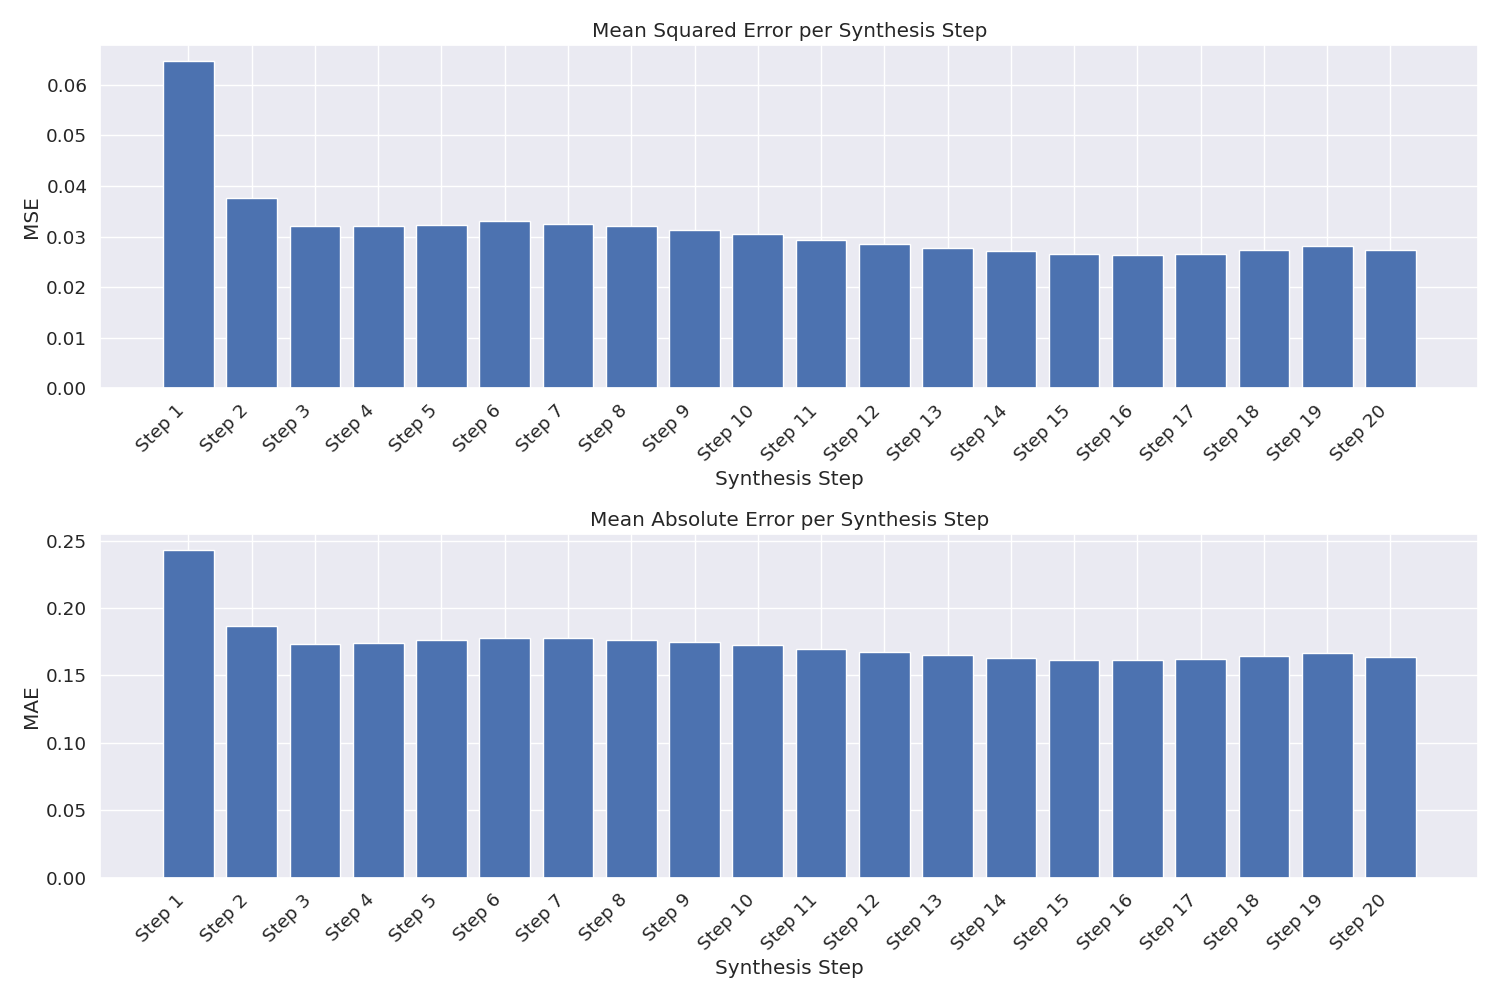 Mean Squared Error per Synthesis Step
0.06
0.05
0.04
0.03
0.02
0.01
0.00
MSE
Step 1
Step 2
Step 3
Step 4
Step 5
Step 6
Step 7
Step 8
Step 9
Step 10
Step 11
Step 12
Step 13
Step 14
Step 15
Step 16
Step 17
Step 18
Step 19
Step 20
Synthesis Step
Mean Absolute Error per Synthesis Step
0.25
0.20
0.15
0.10
0.05
0.00
MAE
Step 1
Step 2
Step 3
Step 4
Step 5
Step 6
Step 7
Step 8
Step 9
Step 10
Step 11
Step 12
Step 13
Step 14
Step 15
Step 16
Step 17
Step 18
Step 19
Step 20
Synthesis Step